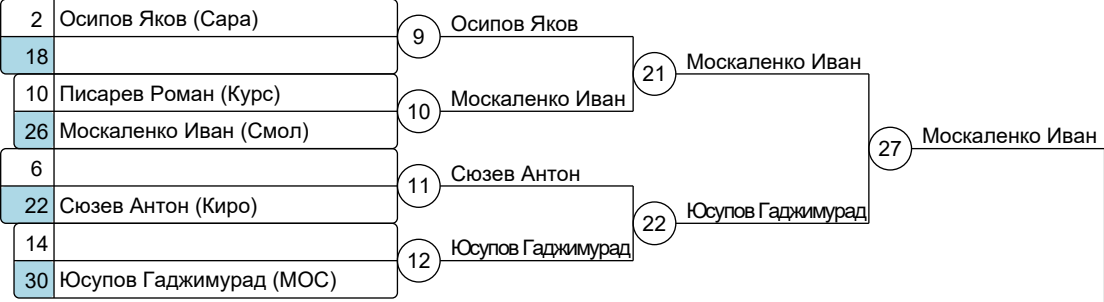 2 Осипов Яков (Сара)
18
10 Писарев Роман (Курс)
26 Москаленко Иван (Смол)
6
22 Сюзев Антон (Киро)
14
30 Юсупов Гаджимурад (МОС)
9 Осипов Яков
10 Москаленко Иван
11 Сюзев Антон
12 Юсупов Гаджимурад
21 Москаленко Иван
22 Юсупов Гаджимурад
27 Москаленко Иван